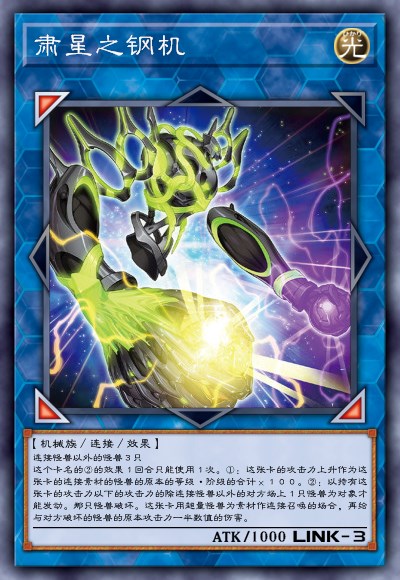 肃星之钢机
ひかり
光
【机械族／连接／效果】
连接怪兽以外的怪兽3只
这个卡名的②的效果1回合只能使用1次。①：这张卡的攻击力上升作为这
张卡的连接素材的怪兽的原本的等级·阶级的合计×１００。②：以持有这
张卡的攻击力以下的攻击力的除连接怪兽以外的对方场上1只怪兽为对象才
能发动。那只怪兽破坏。这张卡用超量怪兽为素材作连接召唤的场合，再给
与对方破坏的怪兽的原本攻击力一半数值的伤害。
ATK/1000 LINK-3